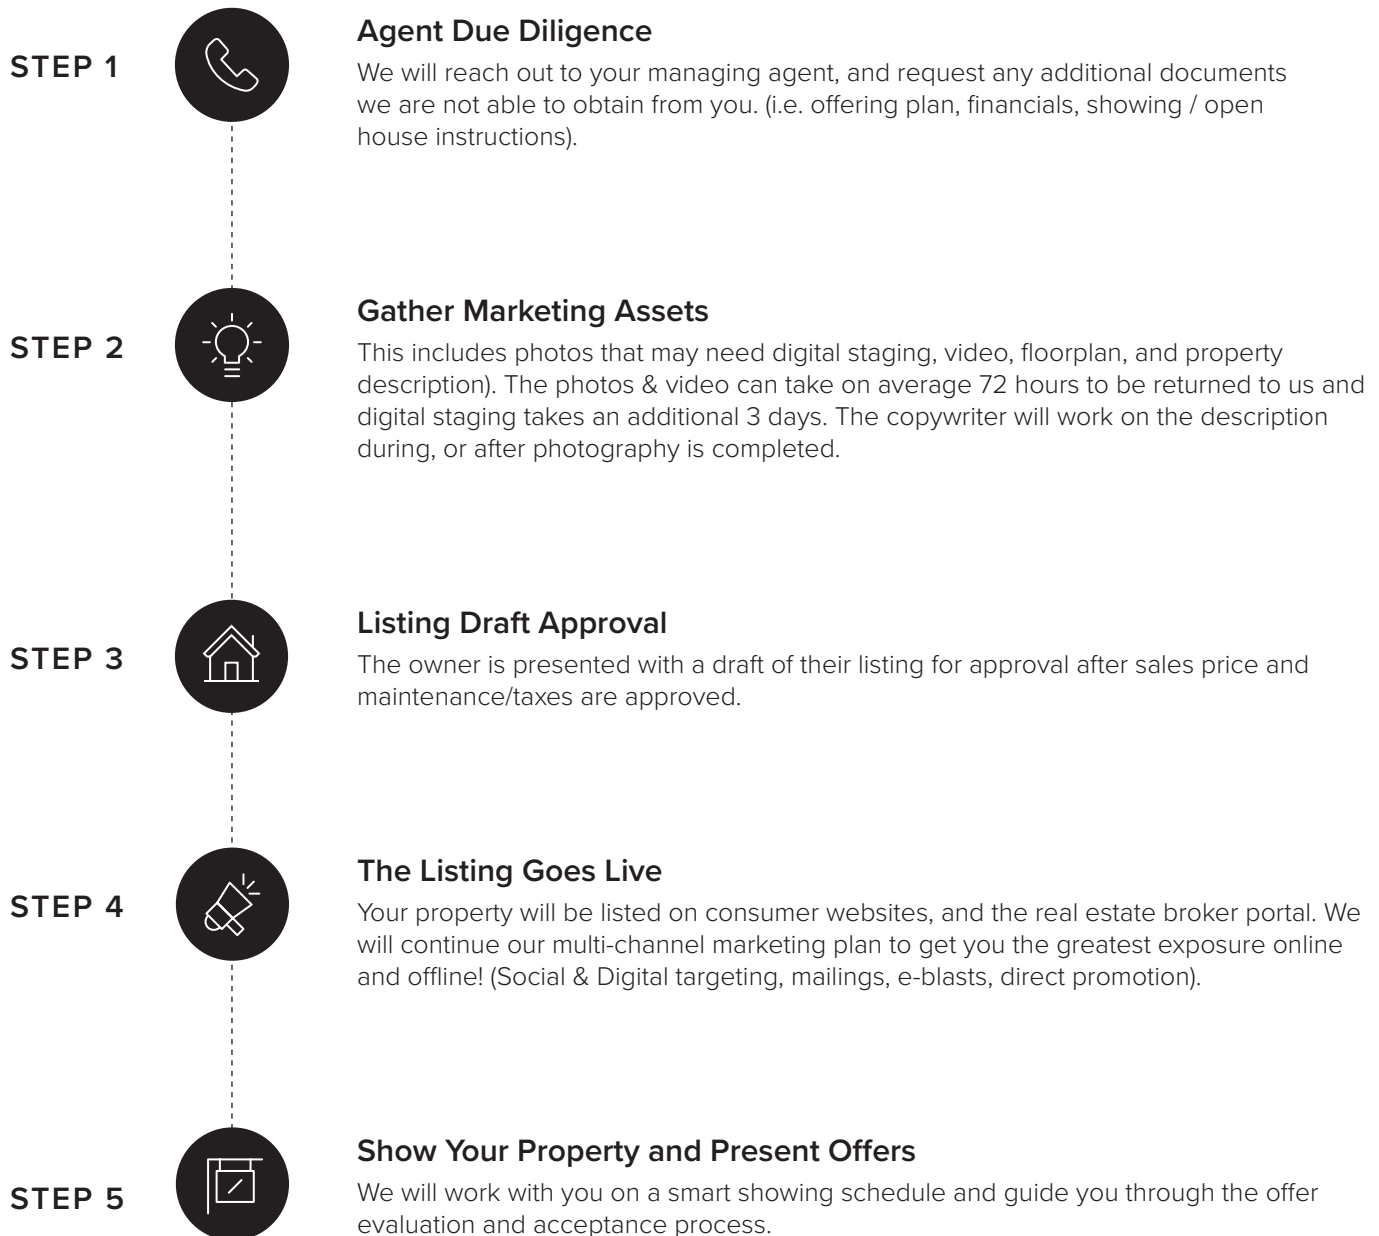 STEP 1
Agent Due Diligence
We will reach out to your managing agent, and request any additional documents
we are not able to obtain from you. (i.e. offering plan, financials, showing / open
house instructions).
STEP 2
Gather Marketing Assets
This includes photos that may need digital staging, video, floorplan, and property
description). The photos & video can take on average 72 hours to be returned to us and
digital staging takes an additional 3 days. The copywriter will work on the description
during, or after photography is completed.
STEP 3
Listing Draft Approval
The owner is presented with a draft of their listing for approval after sales price and
maintenance/taxes are approved.
STEP 4
The Listing Goes Live
Your property will be listed on consumer websites, and the real estate broker portal. We
will continue our multi-channel marketing plan to get you the greatest exposure online
and offline! (Social & Digital targeting, mailings, e-blasts, direct promotion).
STEP 5
Show Your Property and Present Offers
We will work with you on a smart showing schedule and guide you through the offer
evaluation and acceptance process.